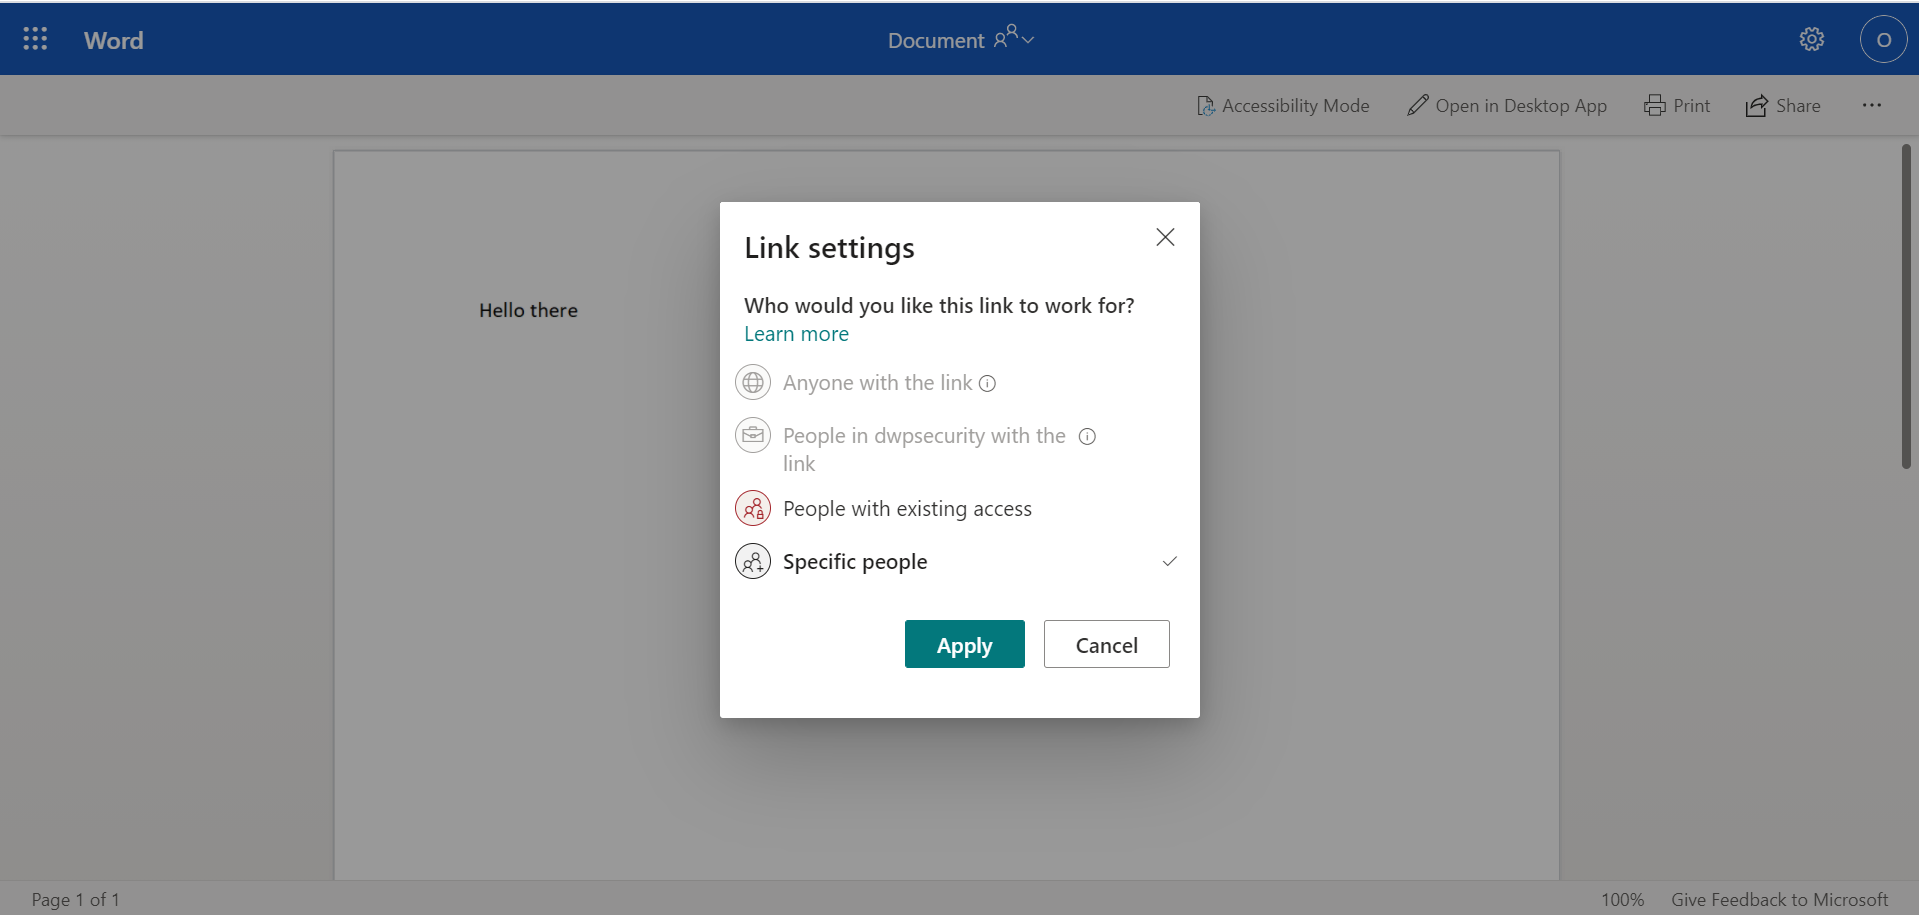 Word
Document
O
Accessibility Mode
Open in Desktop App
Print
Share
Hello there
Link settings
Who would you like this link to work for?
Learn more
Anyone with the link
People in dwpsecurity with the
link
People with existing access
Specific people
Apply
Cancel
Page 1 of 1
100%
Give Feedback to Microsoft